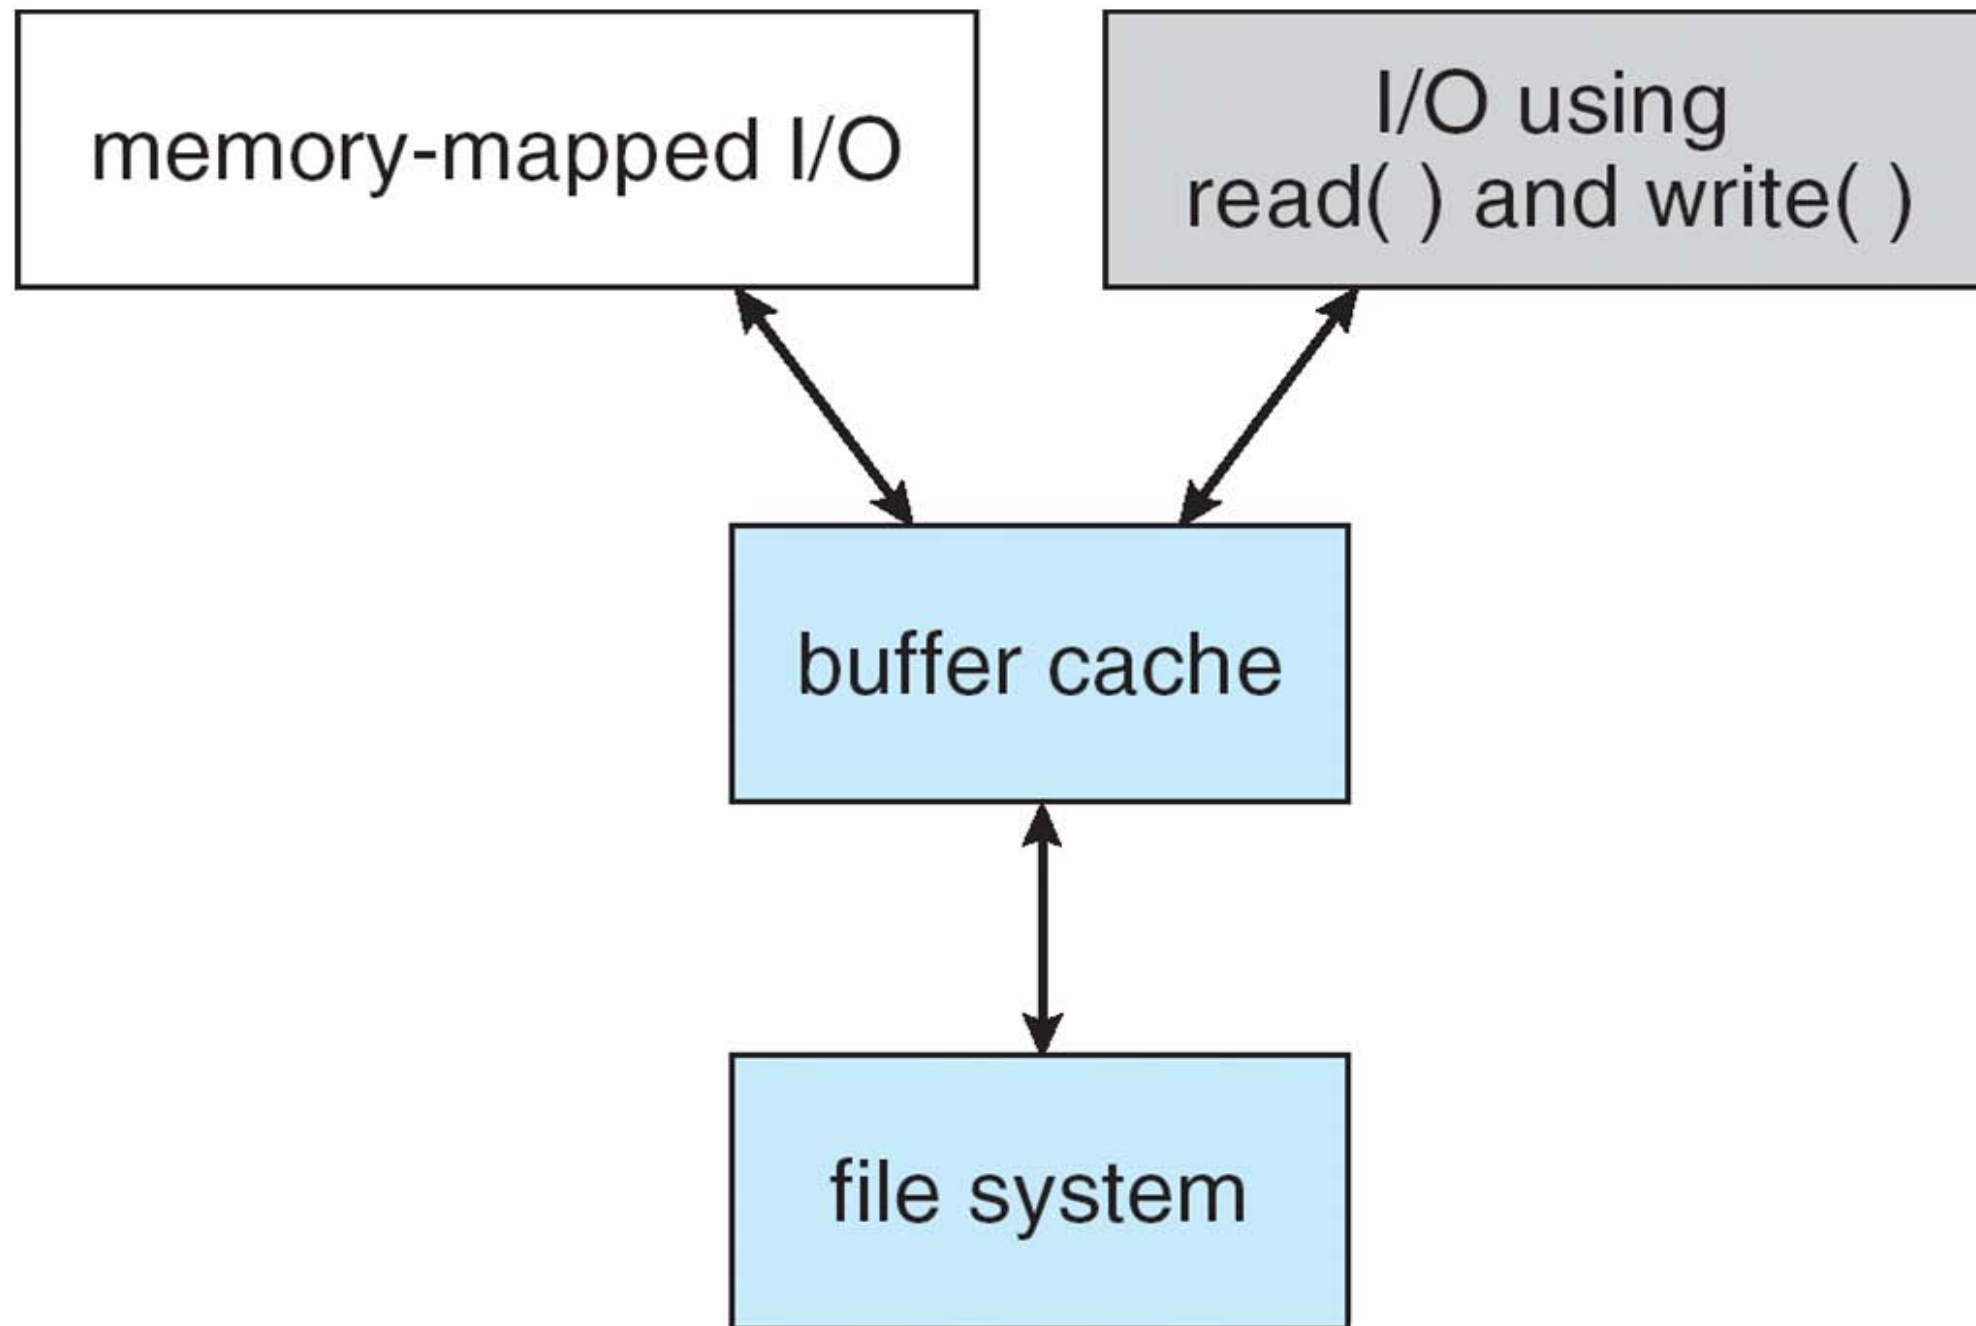 memory-mapped I/O
I/O using
read( ) and write( )
buffer cache
file system